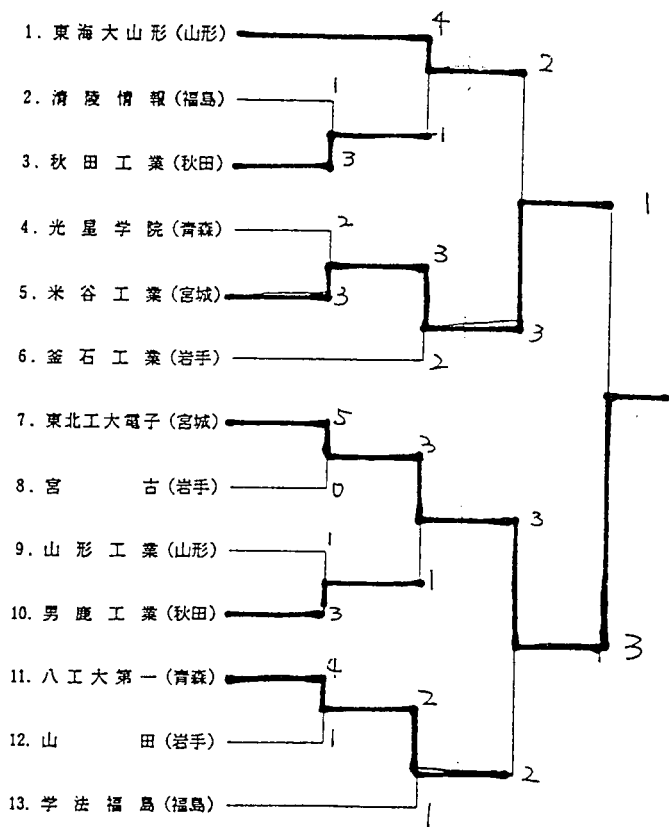 1. 東海大山形(山形)
4
2
2. 清陵情報(福島)
1
1
3. 秋田工業(秋田)
3
1
4. 光星学院(青森)
2
3
5. 米谷工業(宮城)
3
3
6. 釜石工業(岩手)
2
7. 東北工大電子(宮城)
5
3
8. 宮古(岩手)
0
3
9. 山形工業(山形)
1
1
10. 男鹿工業(秋田)
3
3
11. 八工大第一(青森)
4
2
12. 山田(岩手)
1
2
13. 学法福島(福島)
1